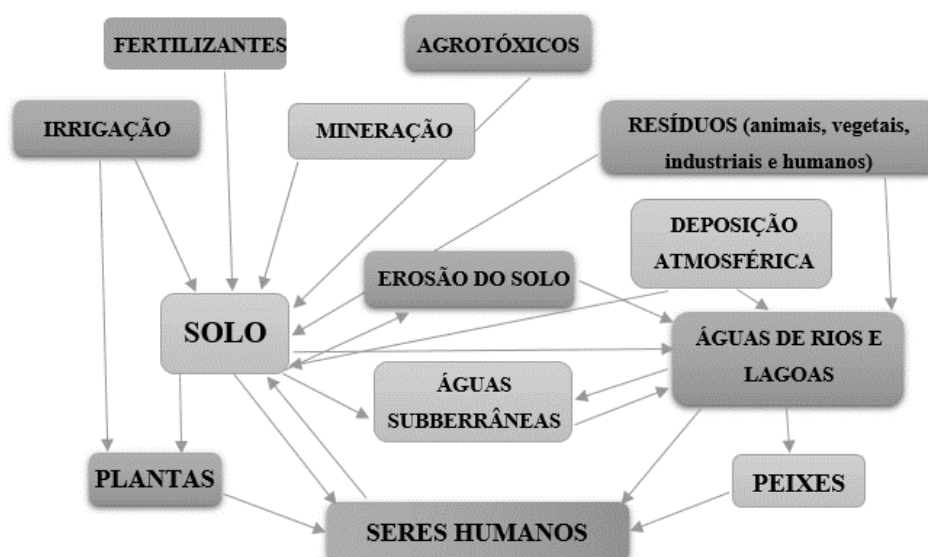 FERTILIZANTES
AGROTÓXICOS
IRRIGAÇÃO
MINERAÇÃO
RESÍDUOS (animais, vegetais,
industriais e humanos)
DEPOSIÇÃO
ATMOSFÉRICA
EROSÃO DO SOLO
SOLO
ÁGUAS DE RIOS E
LAGOAS
ÁGUAS
SUBBERRÂNEAS
PLANTAS
PEIXES
SERES HUMANOS